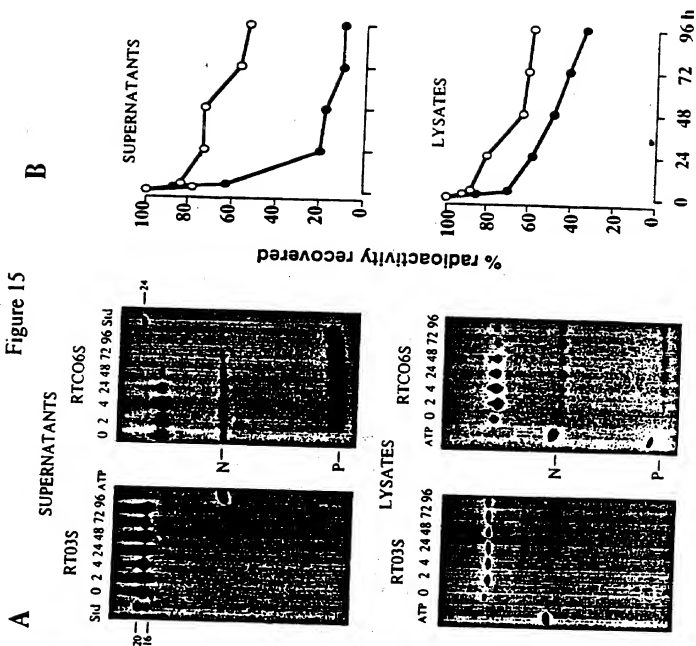 Figure 15
A
SUPERNATANTS
RT03S
Std 0 2 4 24 48 72 96 ATP
—20
—16
RTCO6S
0 2 4 24 48 72 96 Std
—24
N—
P—
LYSATES
RT03S
ATP 0 2 4 24 48 72 96
RTCO6S
ATP 0 2 4 24 48 72 96
N—
P—
B
% radioactivity recovered
SUPERNATANTS
100
80
60
40
20
0
LYSATES
100
80
60
40
20
0
0 24 48 72 96 h